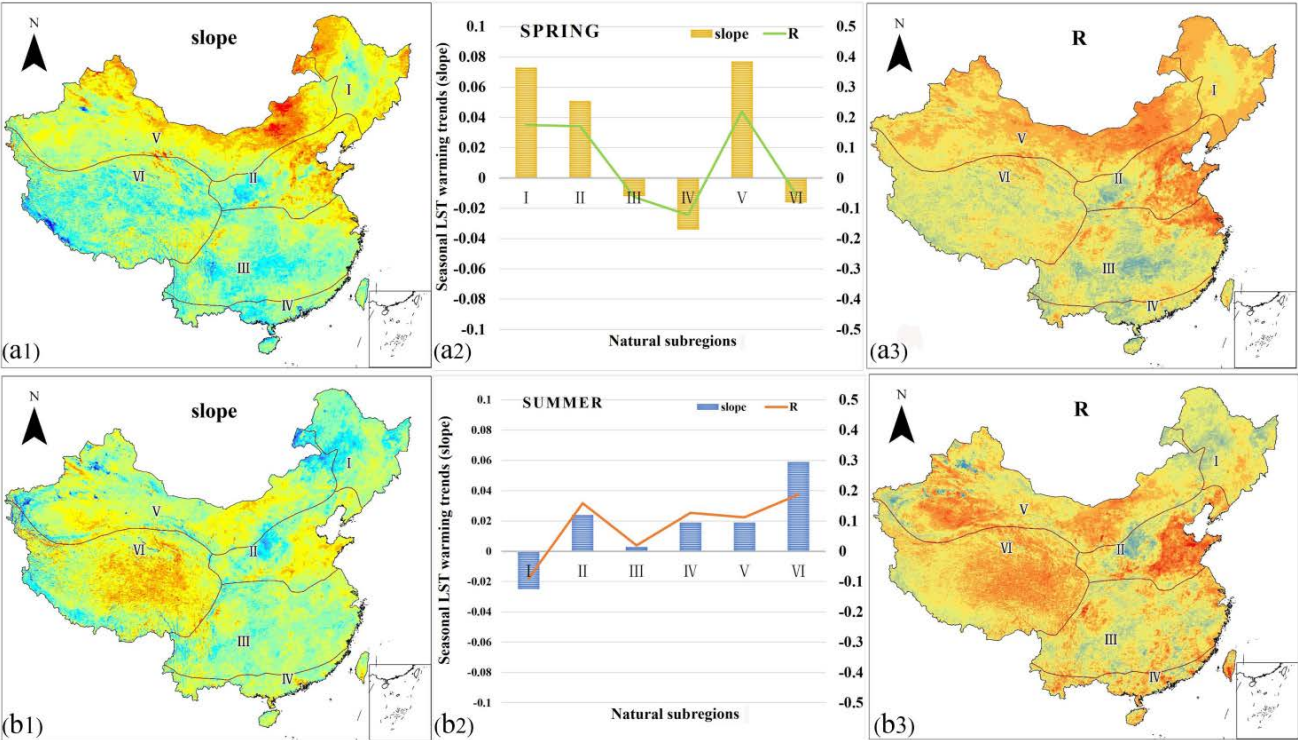 N
slope
I
V
VI
II
III
IV
(a1)
SPRING
slope
R
0.1
0.08
0.06
0.04
0.02
0
-0.02
-0.04
-0.06
-0.08
-0.1
Seasonal LST warming trends (slope)
I
II
III
IV
V
VI
0.5
0.4
0.3
0.2
0.1
0
-0.1
-0.2
-0.3
-0.4
-0.5
Natural subregions
(a2)
N
R
I
V
VI
II
III
IV
(a3)
N
slope
I
V
VI
II
III
IV
(b1)
SUMMER
slope
R
0.1
0.08
0.06
0.04
0.02
0
-0.02
-0.04
-0.06
-0.08
-0.1
Seasonal LST warming trends (slope)
I
II
III
IV
V
VI
0.5
0.4
0.3
0.2
0.1
0
-0.1
-0.2
-0.3
-0.4
-0.5
Natural subregions
(b2)
N
R
I
V
VI
II
III
IV
(b3)